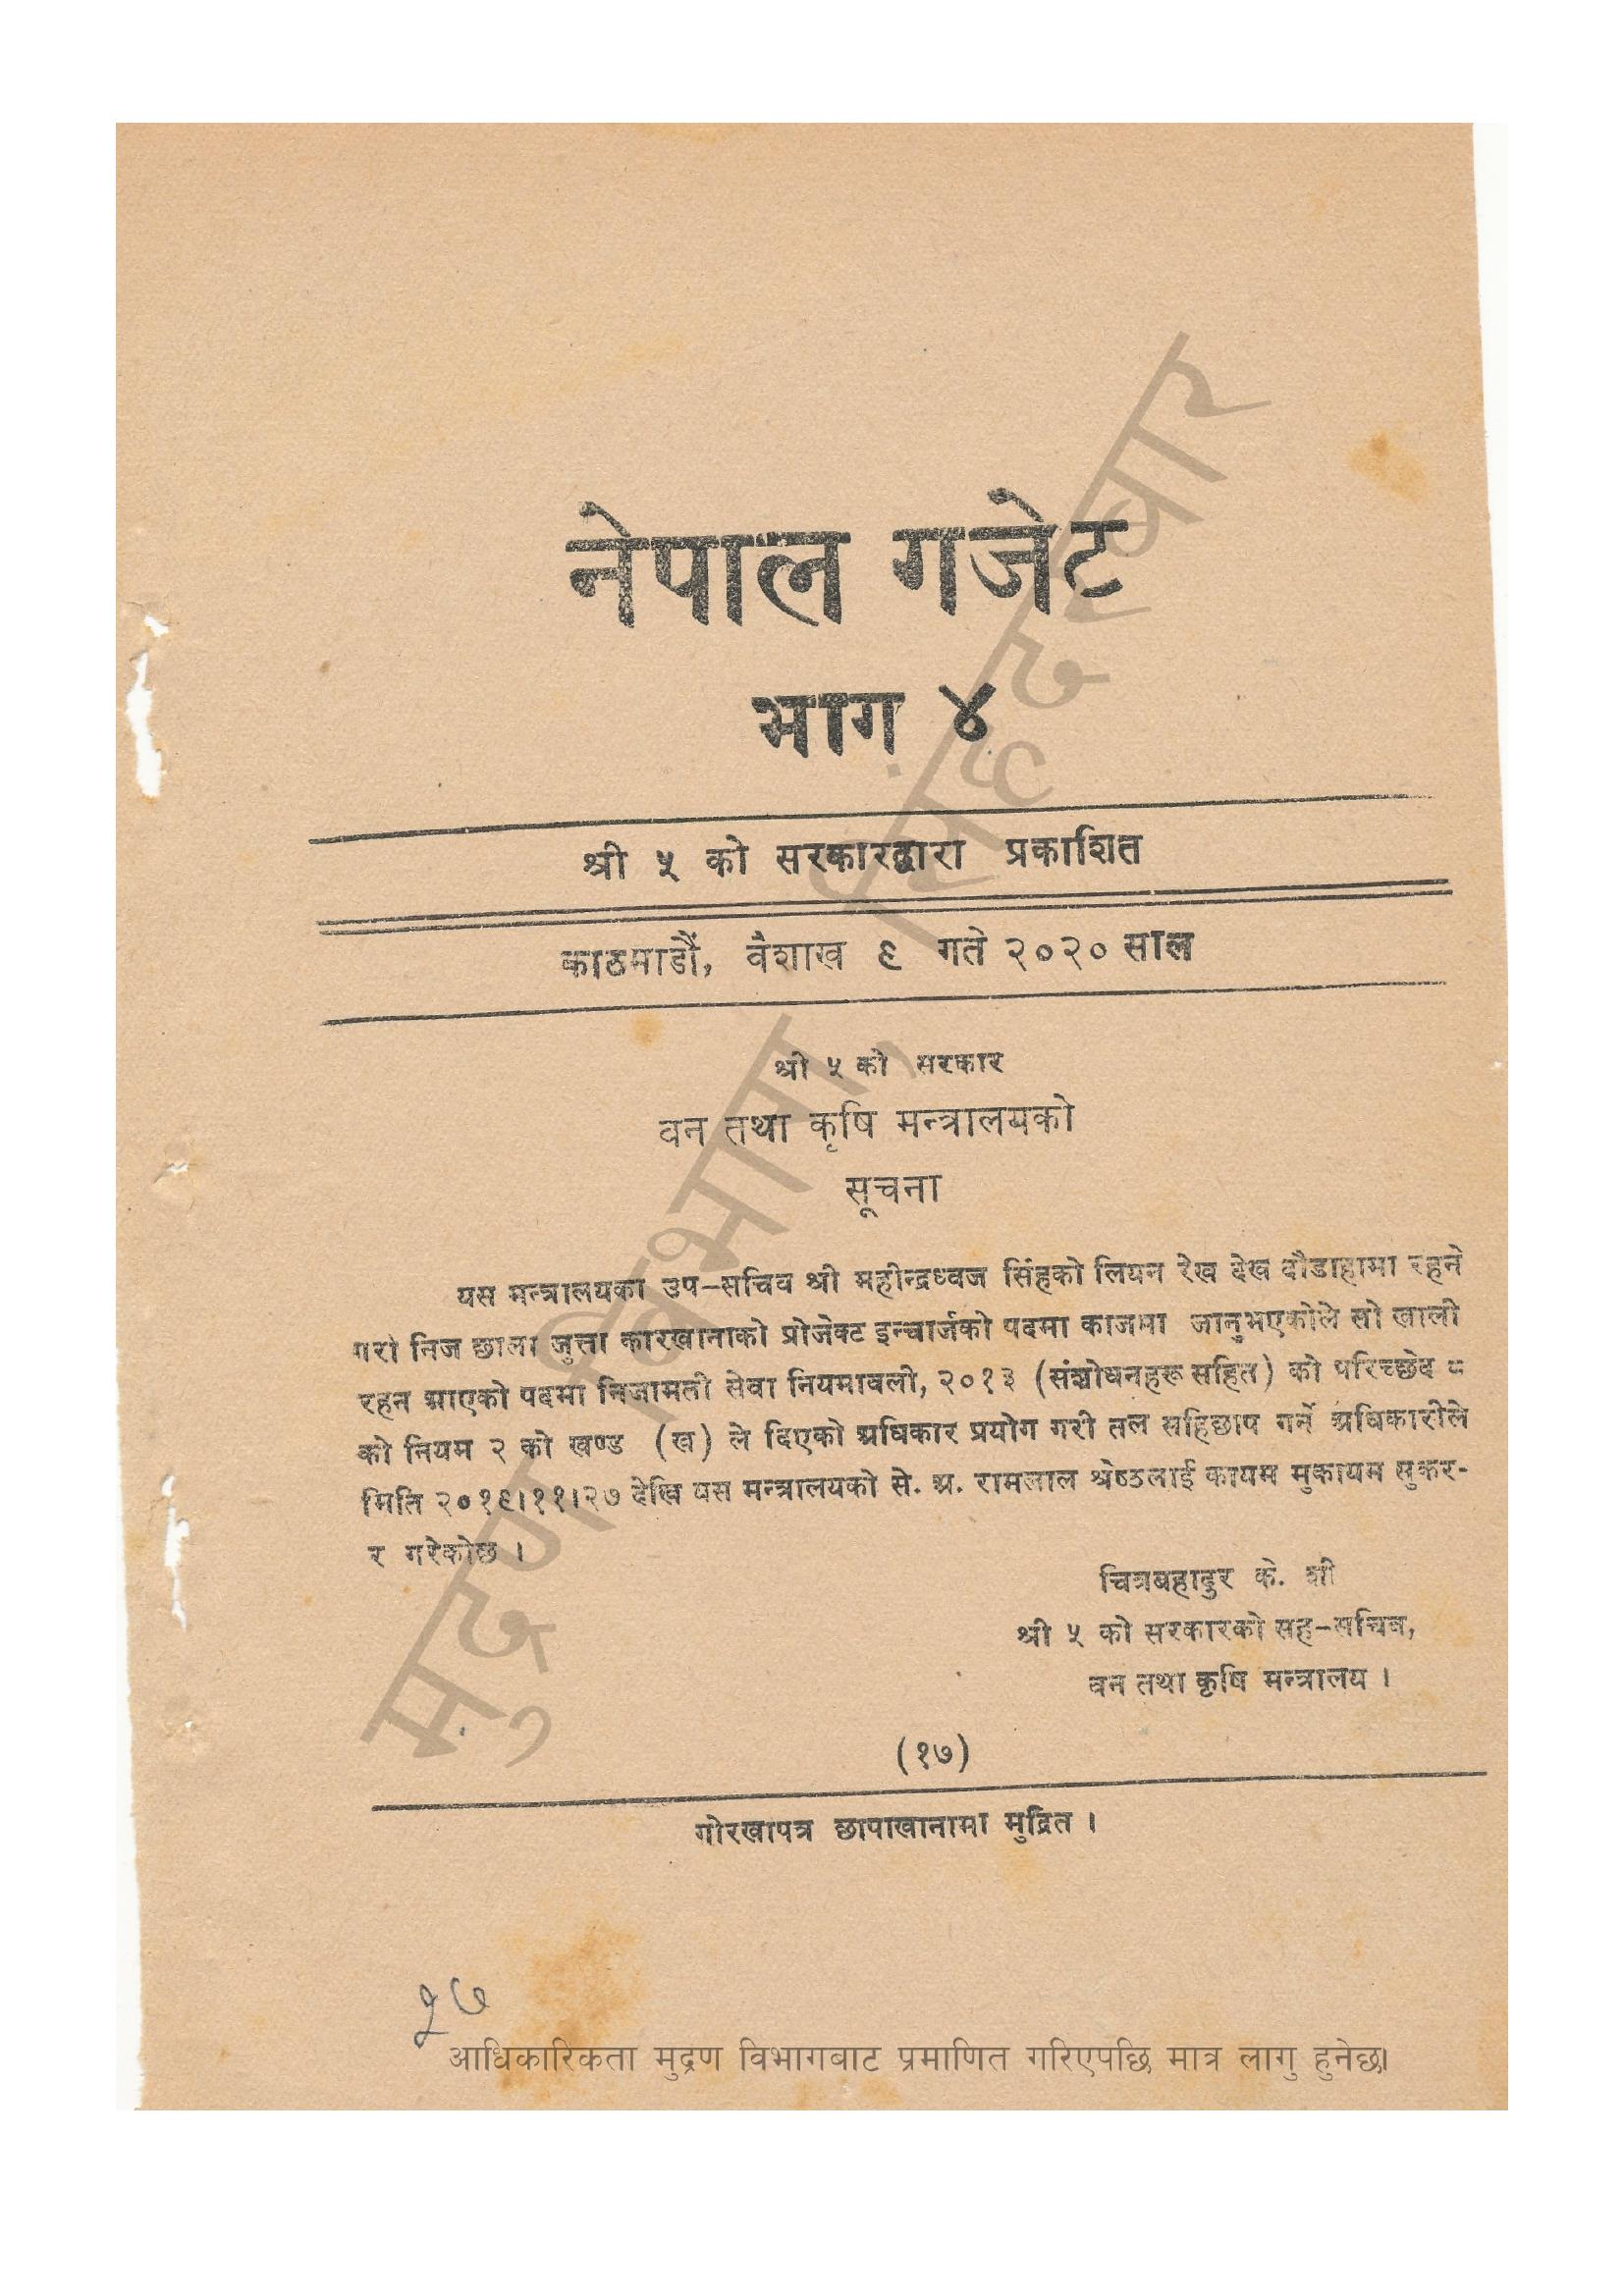 नेपाल गजेट
भाग ४
श्री ५ को सरकारद्वारा प्रकाशित
काठमाडौं, वैशाख ९ गते २०२० साल
श्री ५ को सरकार
वन तथा कृषि मन्त्रालयको
सूचना
यस मन्त्रालयका उप-सचिव श्री महीन्द्रध्वज सिंहको लियन रेख देख दौडाहामा रहने
गरी निज छाला जुत्ता कारखानाको प्रोजेक्ट इन्चार्जको पदमा काजमा जानुभएकोले सो खाली
रहन आएको पदमा निजामती सेवा नियमावली, २०१३ (संशोधनहरू सहित) को परिच्छेद ८
को नियम २ को खण्ड (ख) ले दिएको अधिकार प्रयोग गरी तल सहिछाप गर्ने अधिकारीले
मिति २०१९।११।२७ देखि यस मन्त्रालयको से. अ. रामलाल श्रेष्ठलाई कायम मुकायम मुकर-
र गरेकोछ ।
चित्रबहादुर के. सी
श्री ५ को सरकारको सह-सचिव,
वन तथा कृषि मन्त्रालय ।
(१७)
गोरखापत्र छापाखानामा मुद्रित ।
१७
आधिकारिकता मुद्रण विभागबाट प्रमाणित गरिएपछि मात्र लागु हुनेछ।
मुद्रण विभाग, सिंहदरबार